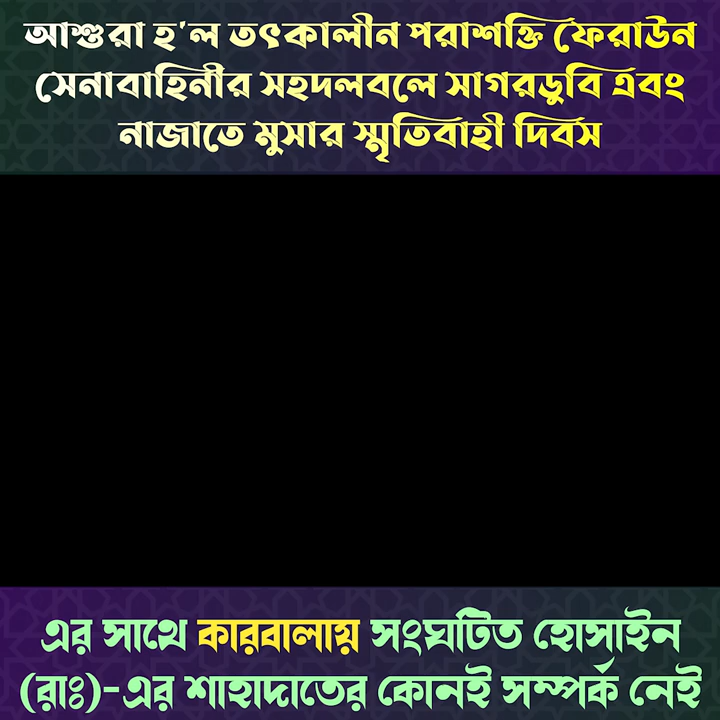 আশুরা হ'ল তৎকালীন পরাশক্তি ফেরাউন
সেনাবাহিনীর সহদলবলে সাগরডুবি এবং
নাজাতে মুসার স্মৃতিবাহী দিবস
এর সাথে কারবালায় সংঘটিত হোসাইন
(রাঃ)-এর শাহাদাতের কোনই সম্পর্ক নেই